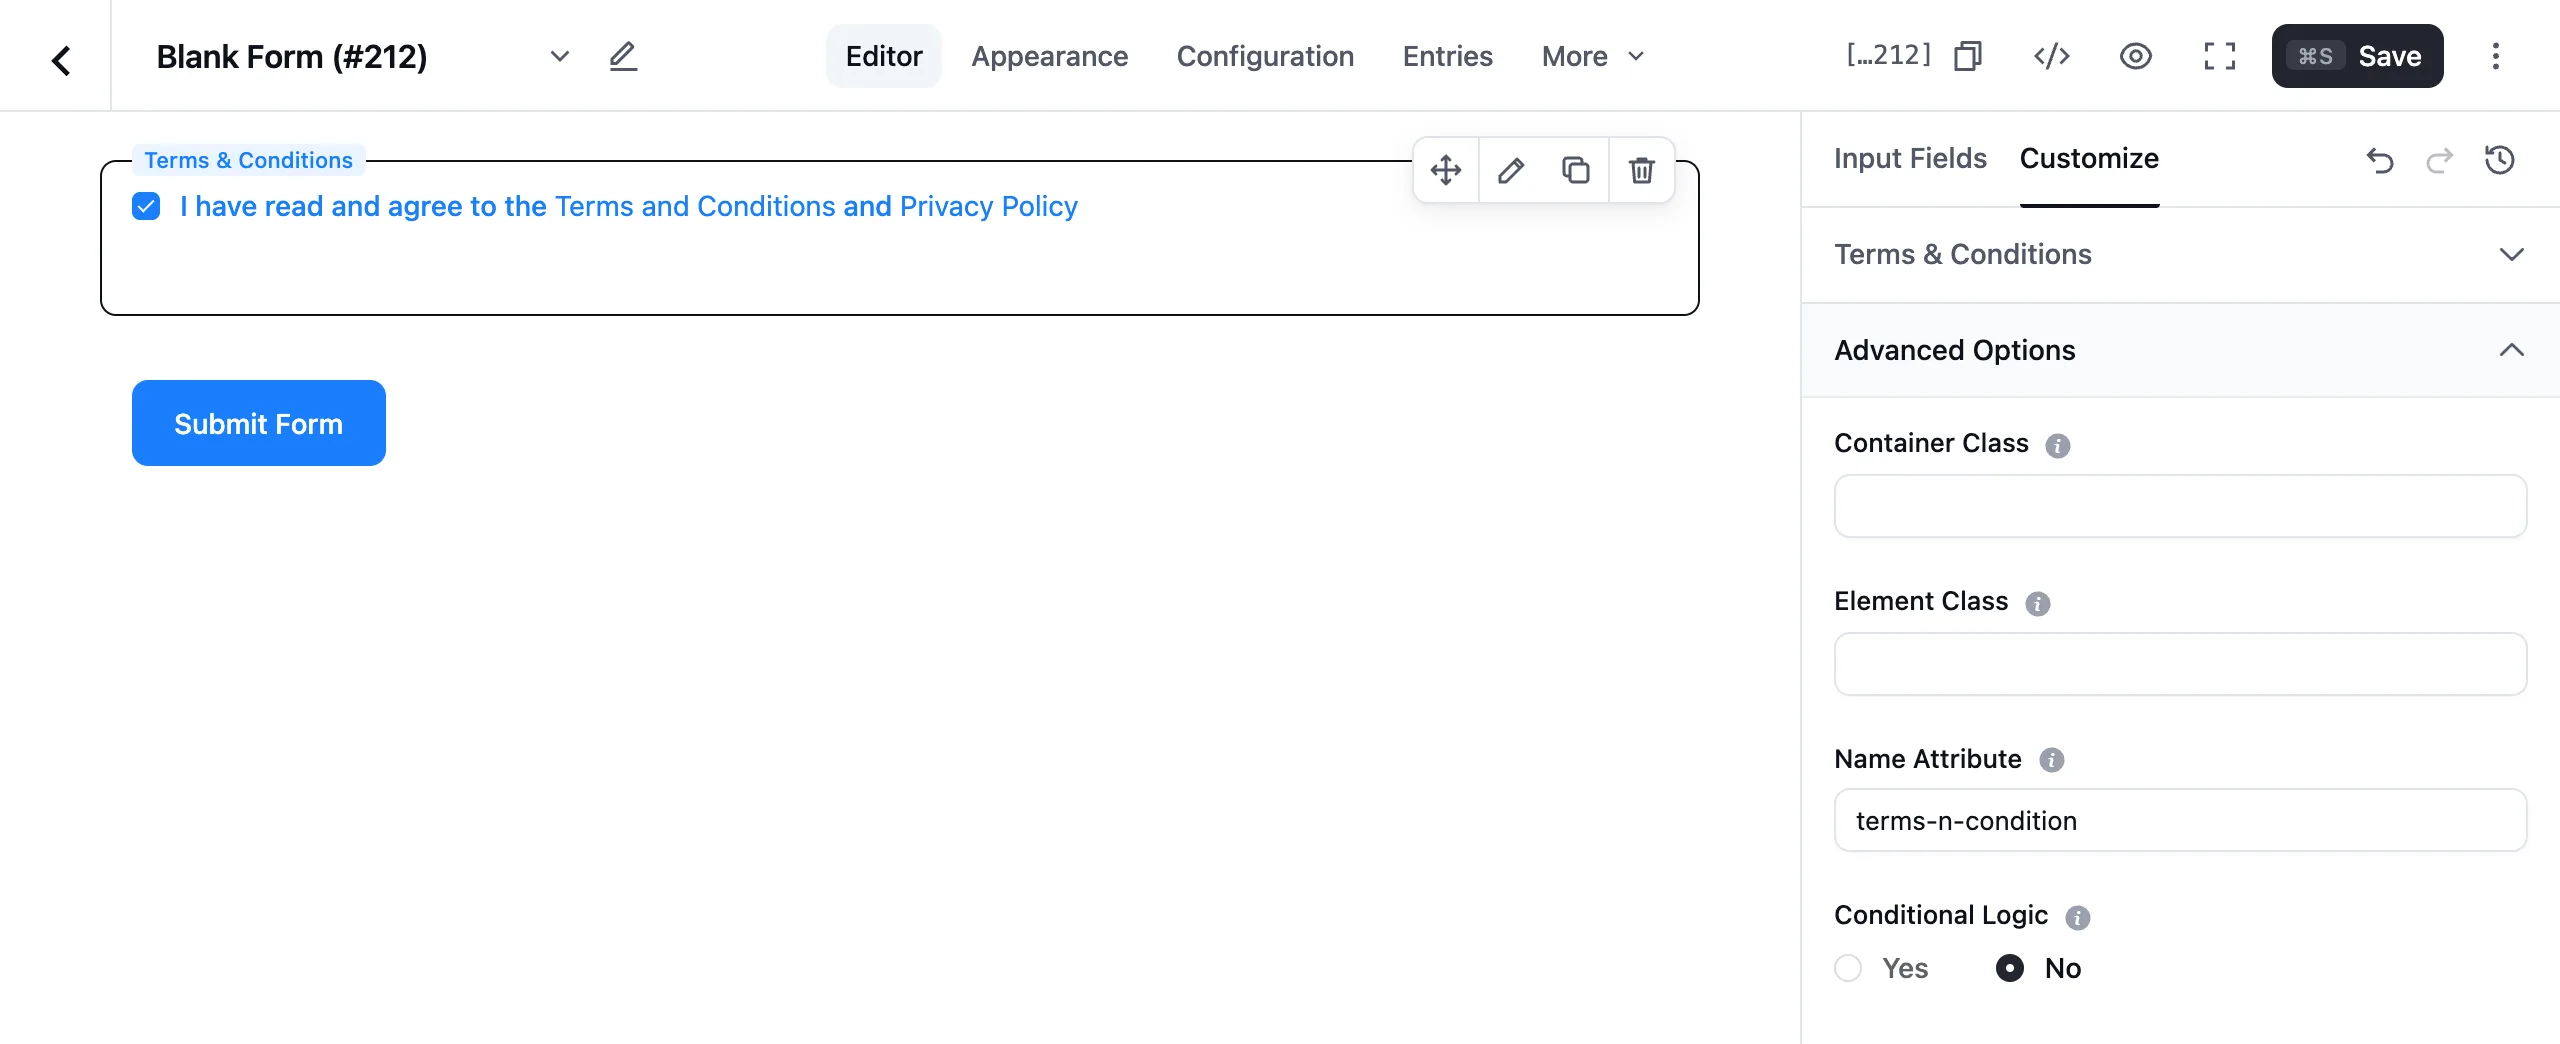 Blank Form (#212)
Editor
Appearance
Configuration
Entries
More
[…212]
⌘S Save
Terms & Conditions
I have read and agree to the Terms and Conditions and Privacy Policy
Submit Form
Input Fields
Customize
Terms & Conditions
Advanced Options
Container Class
Element Class
Name Attribute
terms-n-condition
Conditional Logic
Yes
No